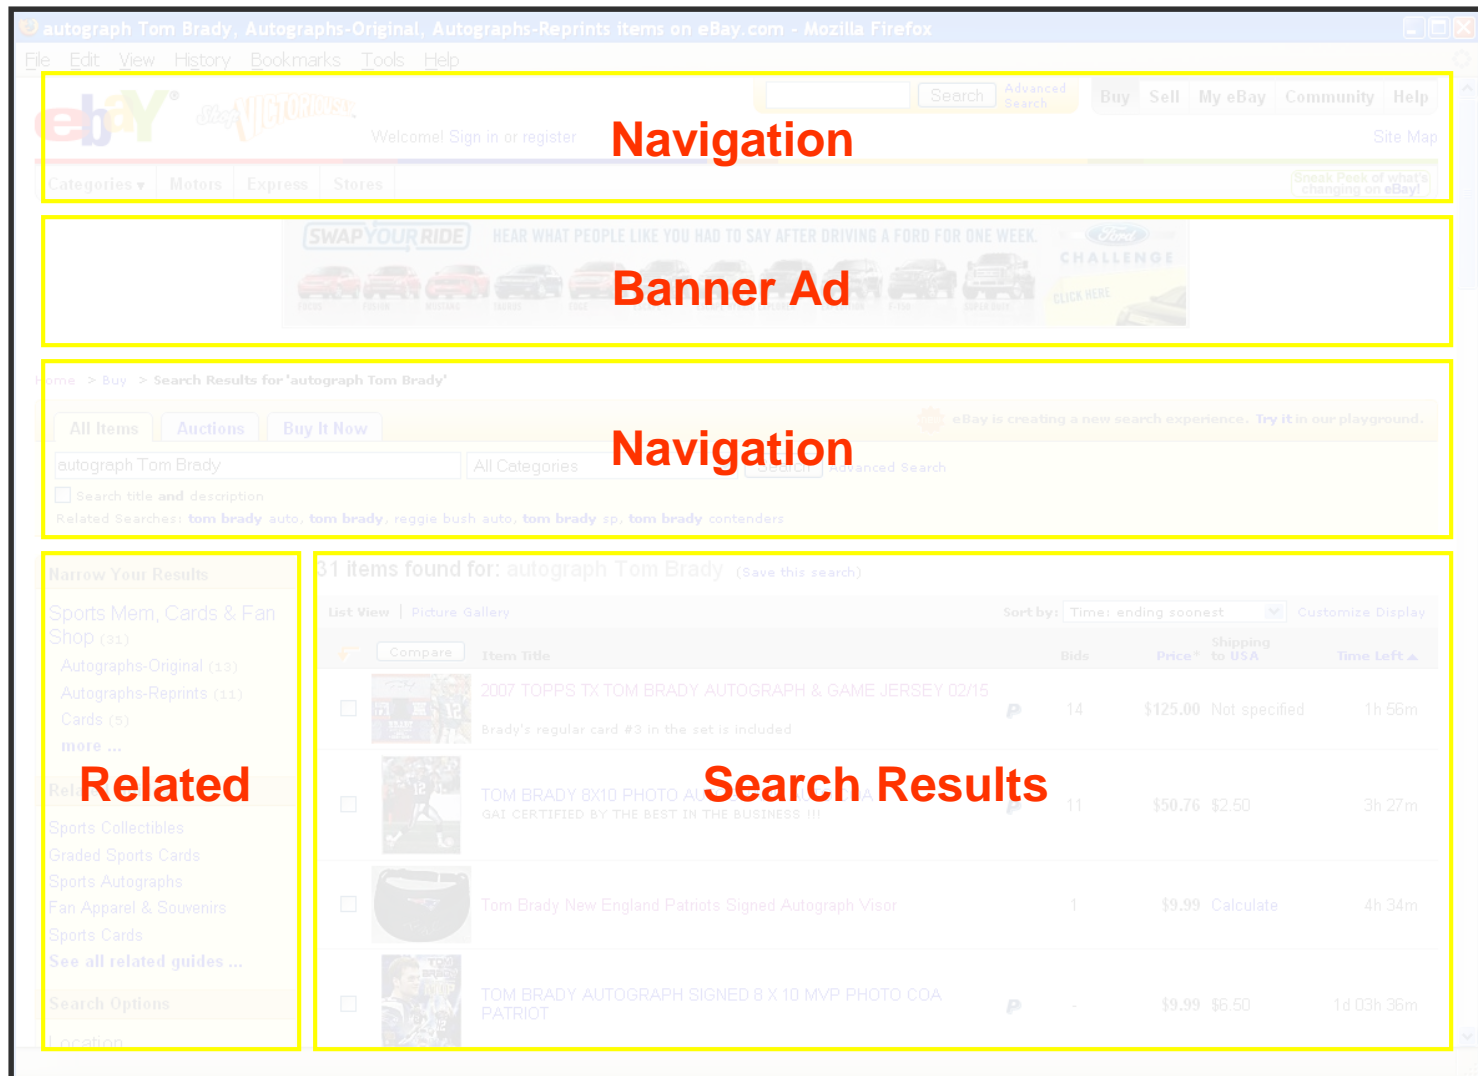 autograph Tom Brady, Autographs-Original, Autographs-Reprints items on eBay.com - Mozilla Firefox
File Edit View History Bookmarks Tools Help
ebaY® Shop VICTORIOUSLY
Search Advanced Search
Buy Sell My eBay Community Help
Welcome! Sign in or register
Navigation
Site Map
Categories ▾ Motors Express Stores
Sneak Peek of what's
changing on eBay!
SWAP YOUR RIDE HEAR WHAT PEOPLE LIKE YOU HAD TO SAY AFTER DRIVING A FORD FOR ONE WEEK.
Ford
CHALLENGE
Banner Ad
CLICK HERE
FOCUS FUSION MUSTANG TAURUS EDGE
Home > Buy > Search Results for 'autograph Tom Brady'
All Items Auctions Buy It Now
eBay is creating a new search experience. Try it in our playground.
Navigation
autograph Tom Brady All Categories Search Advanced Search
Search title and description
Related Searches: tom brady auto, tom brady, reggie bush auto, tom brady sp, tom brady contenders
Narrow Your Results
Sports Mem, Cards & Fan
Shop (31)
Autographs-Original (13)
Autographs-Reprints (11)
Cards (5)
more ...
Related
Sports Collectibles
Graded Sports Cards
Sports Autographs
Fan Apparel & Souvenirs
Sports Cards
See all related guides ...
Search Options
Location
31 items found for: autograph Tom Brady (Save this search)
List View | Picture Gallery
Sort by: Time: ending soonest Customize Display
Compare Item Title Bids Price* Shipping to USA Time Left ▲
2007 TOPPS TX TOM BRADY AUTOGRAPH & GAME JERSEY 02/15
Brady's regular card #3 in the set is included
P 14 $125.00 Not specified 1h 56m
Search Results
TOM BRADY 8X10 PHOTO
GAI CERTIFIED BY THE BEST IN THE BUSINESS !!!
P 11 $50.76 $2.50 3h 27m
Tom Brady New England Patriots Signed Autograph Visor
1 $9.99 Calculate 4h 34m
TOM BRADY AUTOGRAPH SIGNED 8 X 10 MVP PHOTO COA
PATRIOT
P - $9.99 $6.50 1d 03h 36m